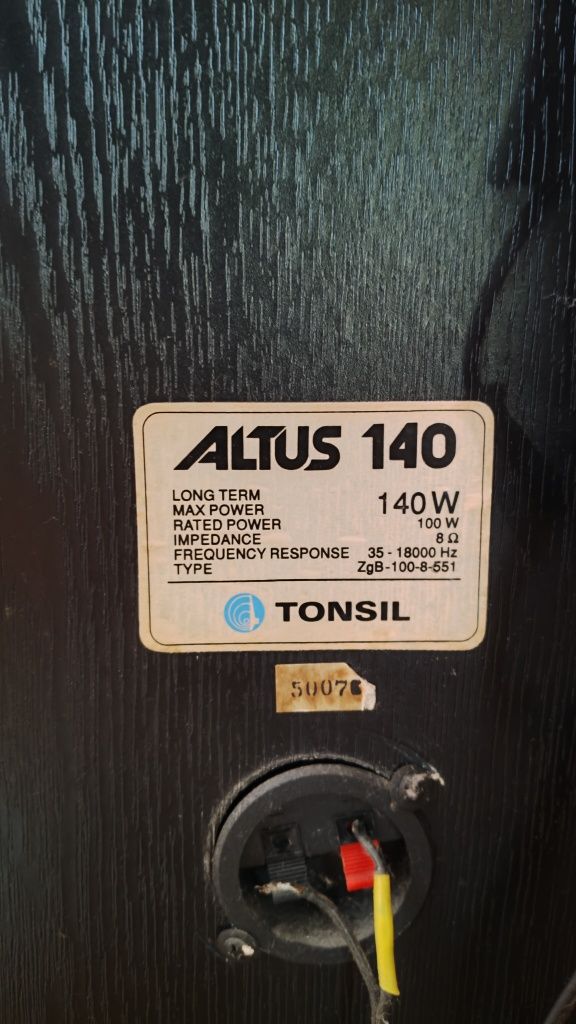 ALTUS 140
LONG TERM
MAX POWER 140 W
RATED POWER 100 W
IMPEDANCE 8 Ω
FREQUENCY RESPONSE 35 - 18000 Hz
TYPE ZgB-100-8-551
TONSIL